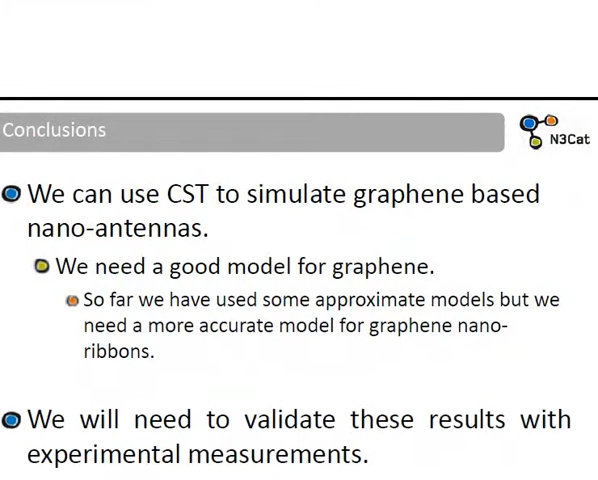 Conclusions
N3Cat
We can use CST to simulate graphene based
nano-antennas.
We need a good model for graphene.
So far we have used some approximate models but we
need a more accurate model for graphene nano-
ribbons.
We will need to validate these results with
experimental measurements.